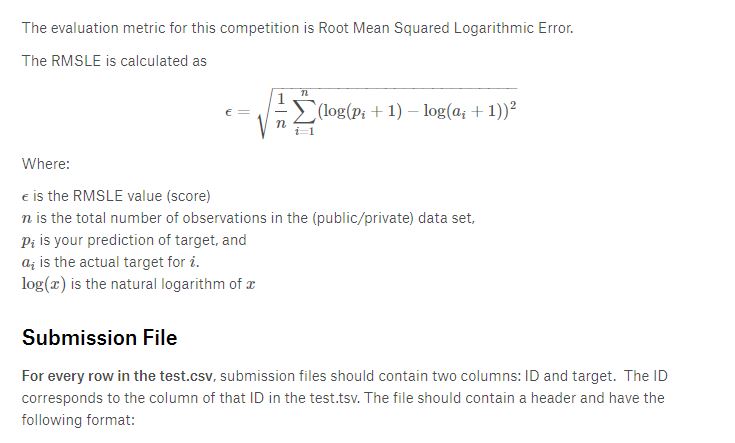 The evaluation metric for this competition is Root Mean Squared Logarithmic Error.
The RMSLE is calculated as
ϵ = √(1/n ∑_{i=1}^{n} (log(p_i + 1) − log(a_i + 1))²)
Where:
ϵ is the RMSLE value (score)
n is the total number of observations in the (public/private) data set,
p_i is your prediction of target, and
a_i is the actual target for i.
log(x) is the natural logarithm of x
Submission File
For every row in the test.csv, submission files should contain two columns: ID and target. The ID
corresponds to the column of that ID in the test.tsv. The file should contain a header and have the
following format: